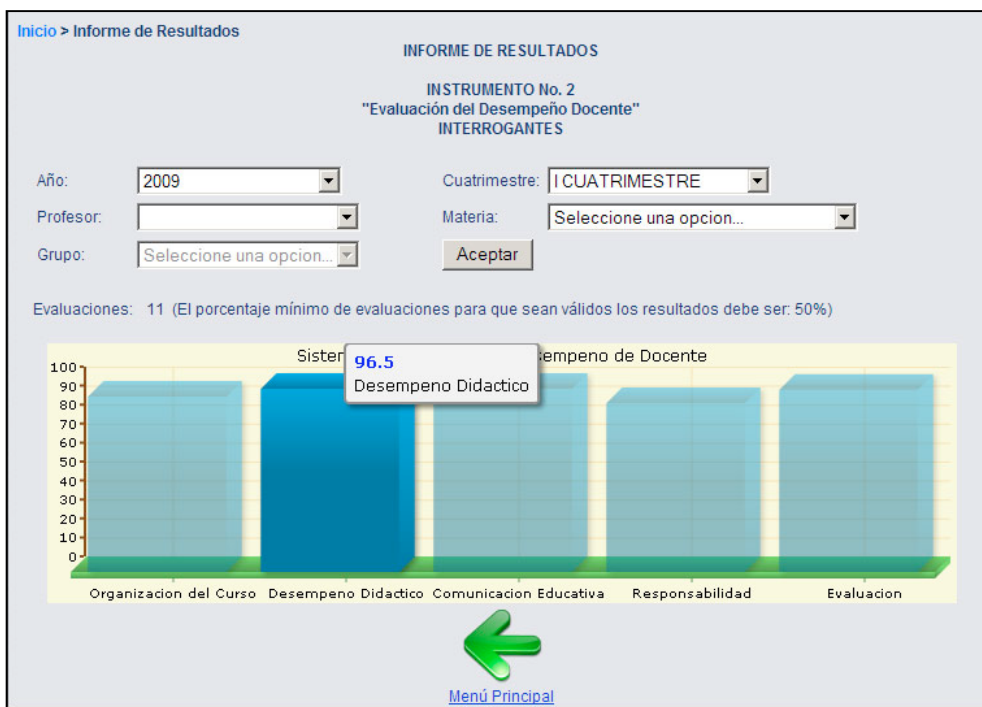 Inicio > Informe de Resultados
INFORME DE RESULTADOS
INSTRUMENTO No. 2
"Evaluación del Desempeño Docente"
INTERROGANTES
Año: 2009 Cuatrimestre: I CUATRIMESTRE
Profesor: Materia: Seleccione una opcion...
Grupo: Seleccione una opcion... Aceptar
Evaluaciones: 11 (El porcentaje mínimo de evaluaciones para que sean válidos los resultados debe ser: 50%)
de Docente
96.5
Desempeno Didactico
100
90
80
70
60
50
40
30
20
10
0
Organizacion del Curso Desempeno Didactico Comunicacion Educativa Responsabilidad Evaluacion
Menú Principal